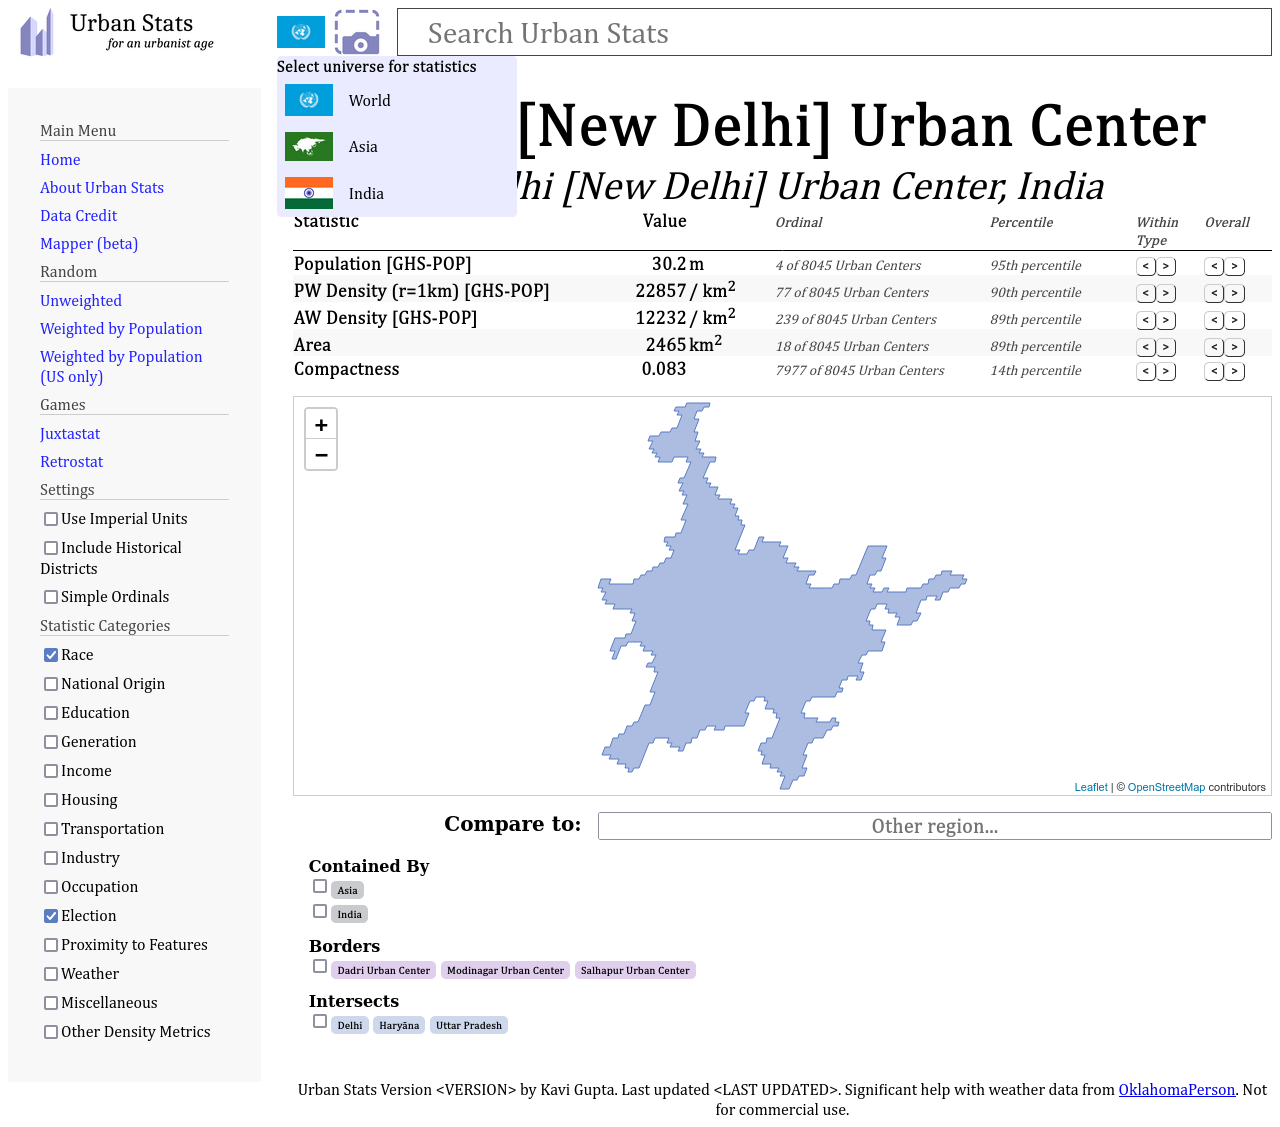 Urban Stats
for an urbanist age
Search Urban Stats
Select universe for statistics
World
Asia
India
[New Delhi] Urban Center
lhi [New Delhi] Urban Center, India
Main Menu
Home
About Urban Stats
Data Credit
Mapper (beta)
Random
Unweighted
Weighted by Population
Weighted by Population
(US only)
Games
Juxtastat
Retrostat
Settings
Use Imperial Units
Include Historical
Districts
Simple Ordinals
Statistic Categories
Race
National Origin
Education
Generation
Income
Housing
Transportation
Industry
Occupation
Election
Proximity to Features
Weather
Miscellaneous
Other Density Metrics
Statistic Value Ordinal Percentile Within Type Overall
Population [GHS-POP] 30.2 m 4 of 8045 Urban Centers 95th percentile < > < >
PW Density (r=1km) [GHS-POP] 22857 / km² 77 of 8045 Urban Centers 90th percentile < > < >
AW Density [GHS-POP] 12232 / km² 239 of 8045 Urban Centers 89th percentile < > < >
Area 2465 km² 18 of 8045 Urban Centers 89th percentile < > < >
Compactness 0.083 7977 of 8045 Urban Centers 14th percentile < > < >
+
−
Leaflet | © OpenStreetMap contributors
Compare to: Other region...
Contained By
Asia
India
Borders
Dadri Urban Center Modinagar Urban Center Salhapur Urban Center
Intersects
Delhi Haryāna Uttar Pradesh
Urban Stats Version <VERSION> by Kavi Gupta. Last updated <LAST UPDATED>. Significant help with weather data from OklahomaPerson. Not
for commercial use.